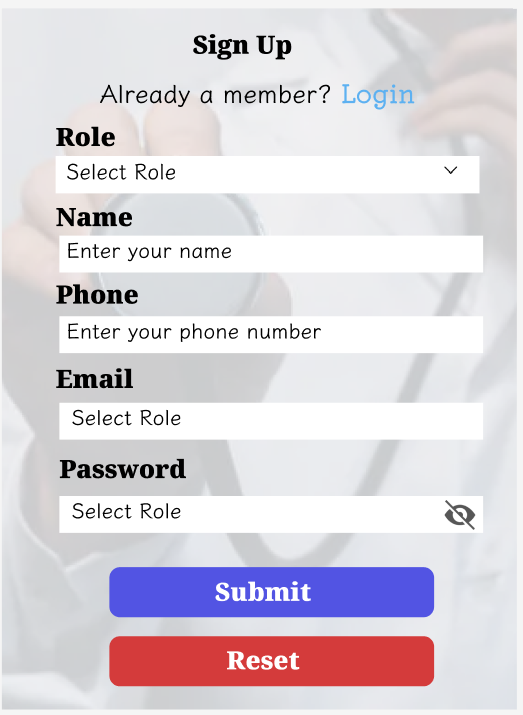 Sign Up
Already a member? Login
Role
Select Role
Name
Enter your name
Phone
Enter your phone number
Email
Select Role
Password
Select Role
Submit
Reset